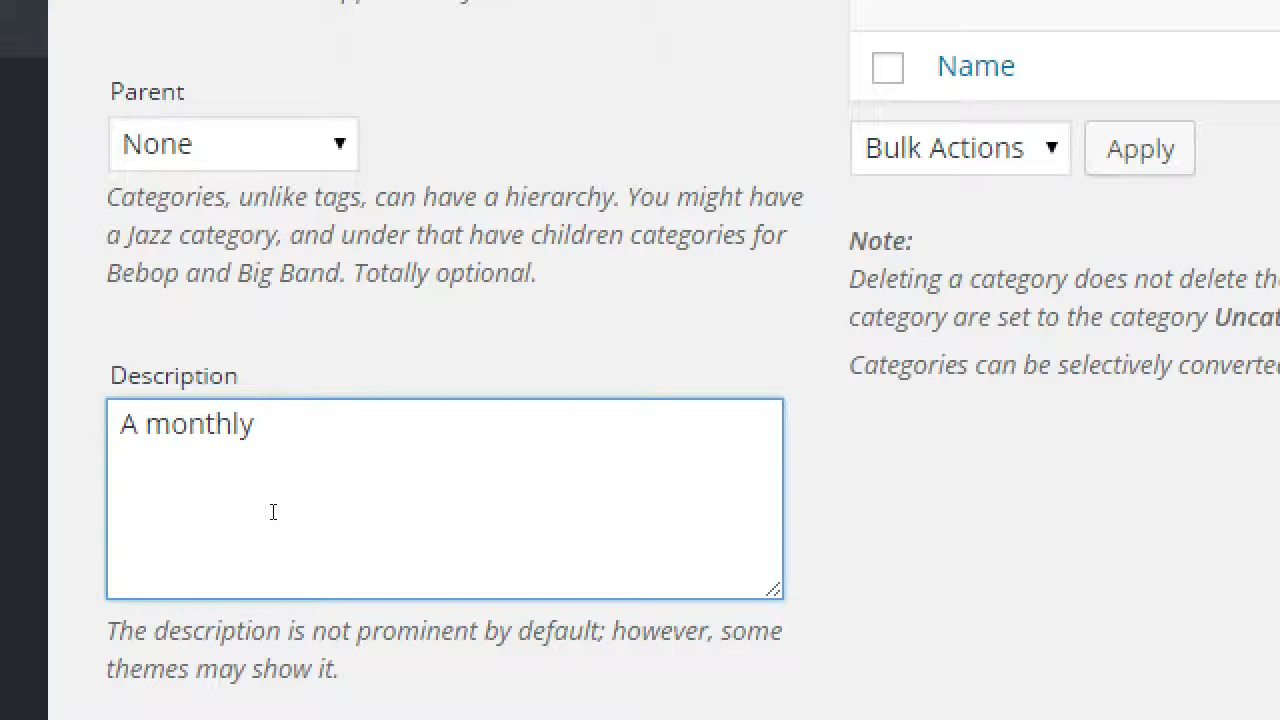 Parent
None
Categories, unlike tags, can have a hierarchy. You might have
a Jazz category, and under that have children categories for
Bebop and Big Band. Totally optional.
Description
A monthly
The description is not prominent by default; however, some
themes may show it.
Name
Bulk Actions
Apply
Note:
Deleting a category does not delete
category are set to the category
Categories can be selectively